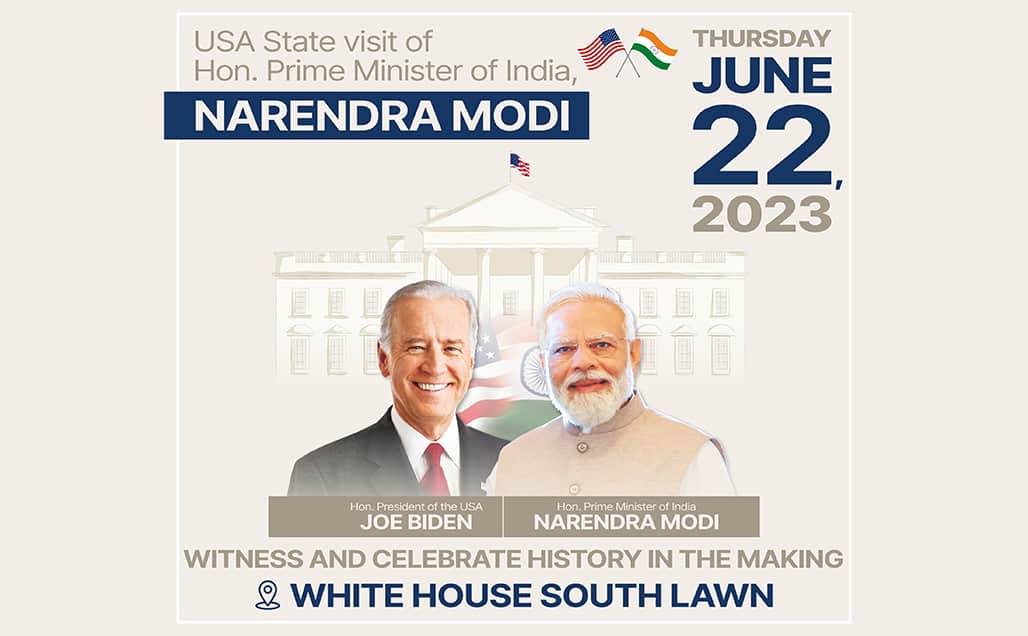 USA State visit of
Hon. Prime Minister of India,
NARENDRA MODI
THURSDAY
JUNE
22,
2023
Hon. President of the USA
JOE BIDEN
Hon. Prime Minister of India
NARENDRA MODI
WITNESS AND CELEBRATE HISTORY IN THE MAKING
WHITE HOUSE SOUTH LAWN